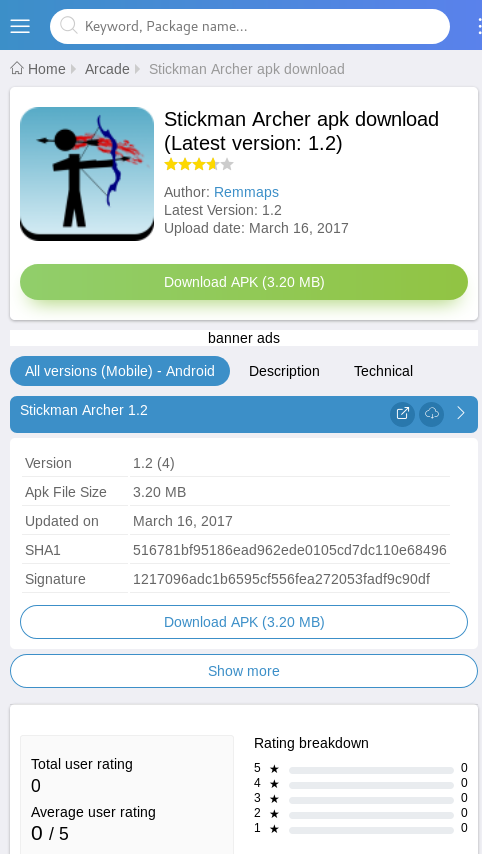 Keyword, Package name...
Home Arcade Stickman Archer apk download
Stickman Archer apk download
(Latest version: 1.2)
Author: Remmaps
Latest Version: 1.2
Upload date: March 16, 2017
Download APK (3.20 MB)
banner ads
All versions (Mobile) - Android Description Technical
Stickman Archer 1.2
Version 1.2 (4)
Apk File Size 3.20 MB
Updated on March 16, 2017
SHA1 516781bf95186ead962ede0105cd7dc110e68496
Signature 1217096adc1b6595cf556fea272053fadf9c90df
Download APK (3.20 MB)
Show more
Rating breakdown
Total user rating
0
Average user rating
0 / 5
5 ★ 0
4 ★ 0
3 ★ 0
2 ★ 0
1 ★ 0